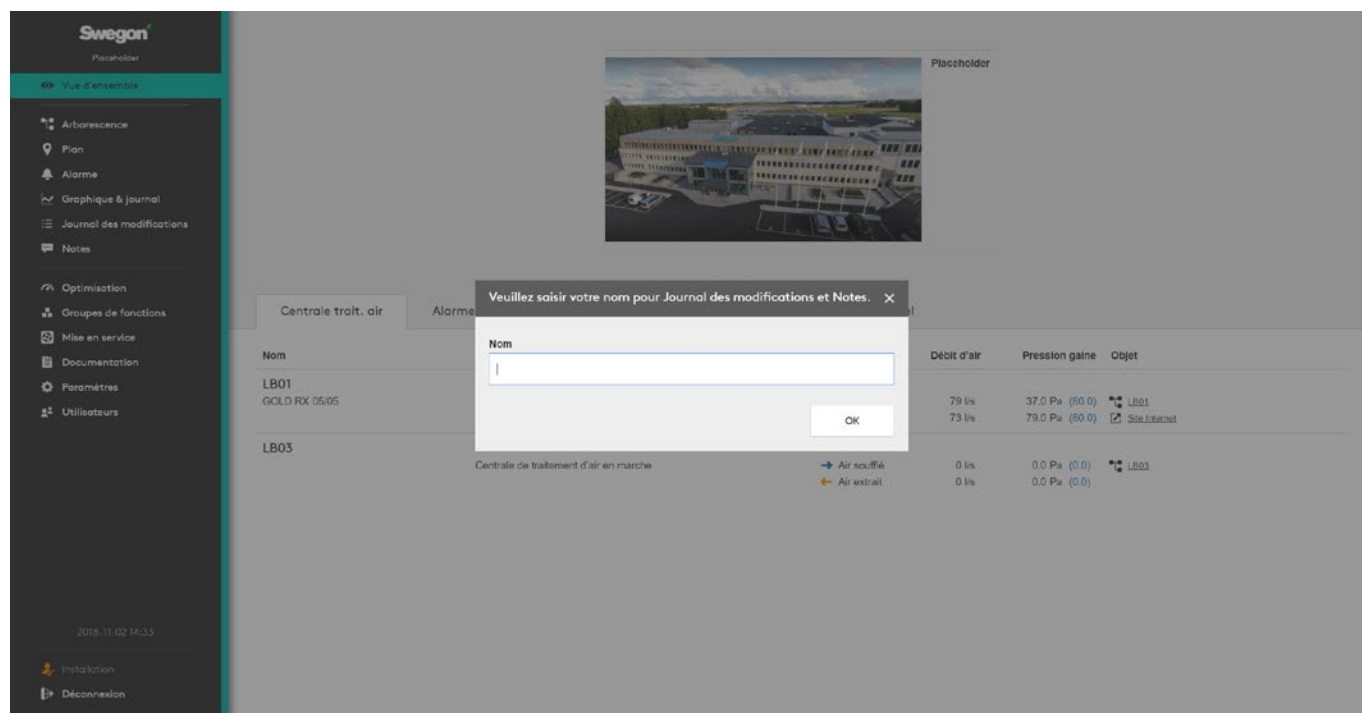 Swegon
Placeholder
Vue d'ensemble
Arborescence
Plan
Alarme
Graphique & journal
Journal des modifications
Notes
Optimisation
Groupes de fonctions
Mise en service
Documentation
Paramètres
Utilisateurs
2018-11-02 14:33
Installation
Déconnexion
Placeholder
Centrale trait. air
Alarme
Veuillez saisir votre nom pour Journal des modifications et Notes.
Nom
OK
Nom
Débit d'air Pression gaine Objet
LB01
GOLD RX 05/05
79 l/s 37.0 Pa (60.0) LB01
73 l/s 79.0 Pa (80.0) Site Internet
LB03
Centrale de traitement d'air en marche Air soufflé 0 l/s 0.0 Pa (0.0) LB03
Air extrait 0 l/s 0.0 Pa (0.0)